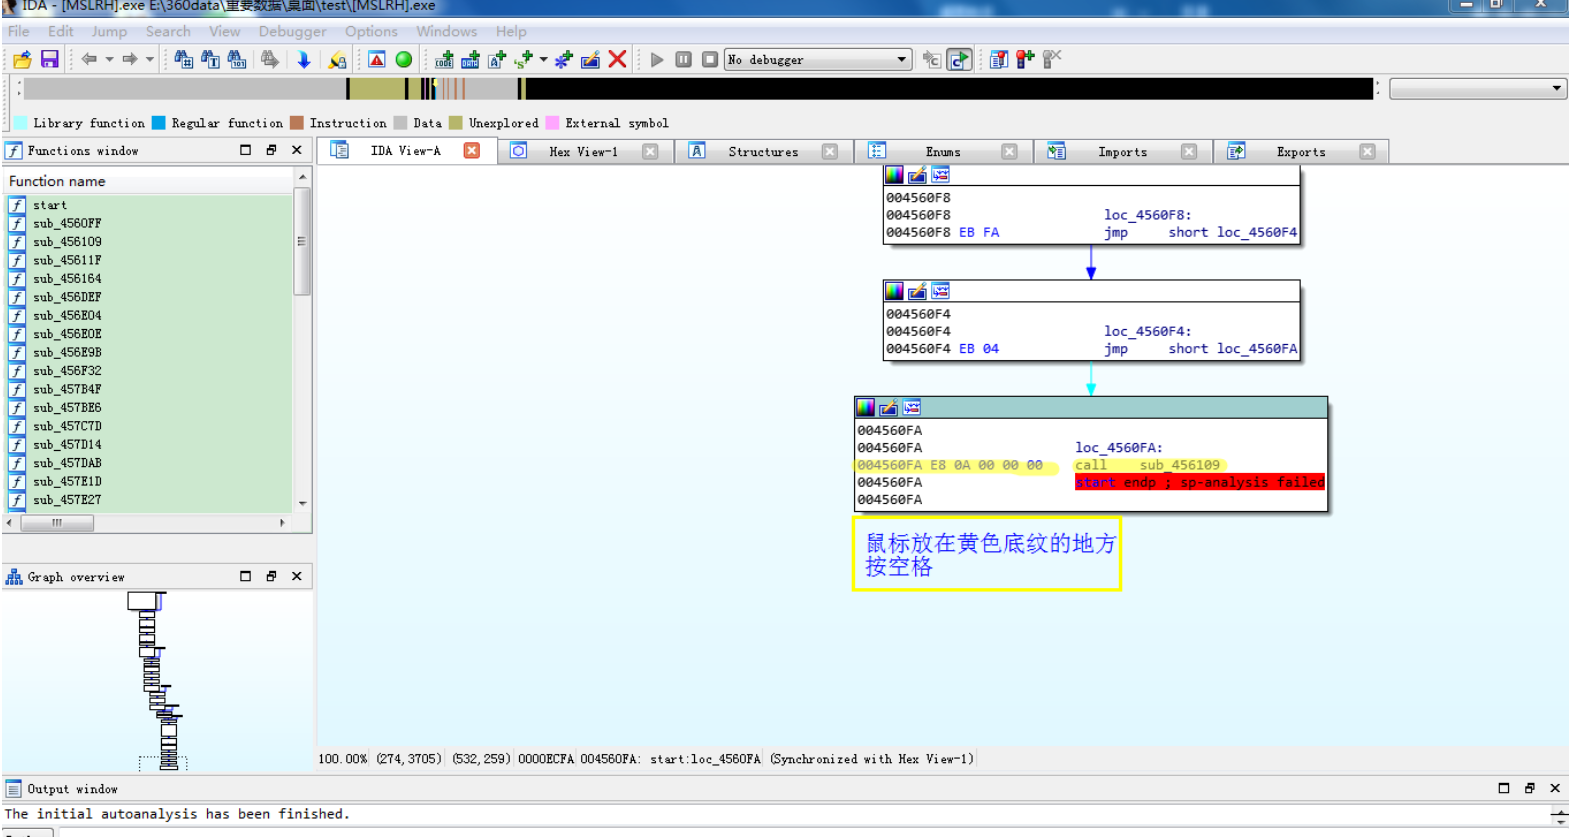 IDA - [MSLRH].exe E:\360data\重要数据\桌面\test\[MSLRH].exe
File Edit Jump Search View Debugger Options Windows Help
No debugger
Library function Regular function Instruction Data Unexplored External symbol
Functions window
IDA View-A Hex View-1 Structures Enums Imports Exports
Function name
start
sub_4560FF
sub_456109
sub_45611F
sub_456164
sub_456DEF
sub_456E04
sub_456E0E
sub_456E9B
sub_456F32
sub_457B4F
sub_457BE6
sub_457C7D
sub_457D14
sub_457DAB
sub_457E1D
sub_457E27
004560F8
004560F8 loc_4560F8:
004560F8 EB FA jmp short loc_4560F4
004560F4
004560F4 loc_4560F4:
004560F4 EB 04 jmp short loc_4560FA
004560FA
004560FA loc_4560FA:
004560FA E8 0A 00 00 00 call sub_456109
004560FA start endp ; sp-analysis failed
004560FA
鼠标放在黄色底纹的地方
按空格
Graph overview
100.00% (274,3705) (532,259) 0000ECFA 004560FA: start:loc_4560FA (Synchronized with Hex View-1)
Output window
The initial autoanalysis has been finished.